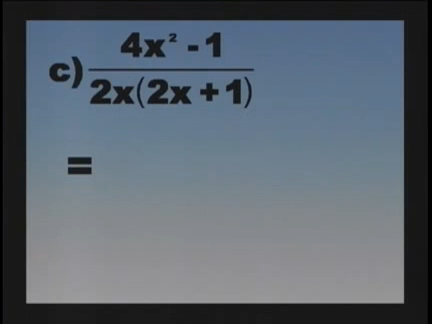 c) 4x² - 1
2x(2x + 1)
=